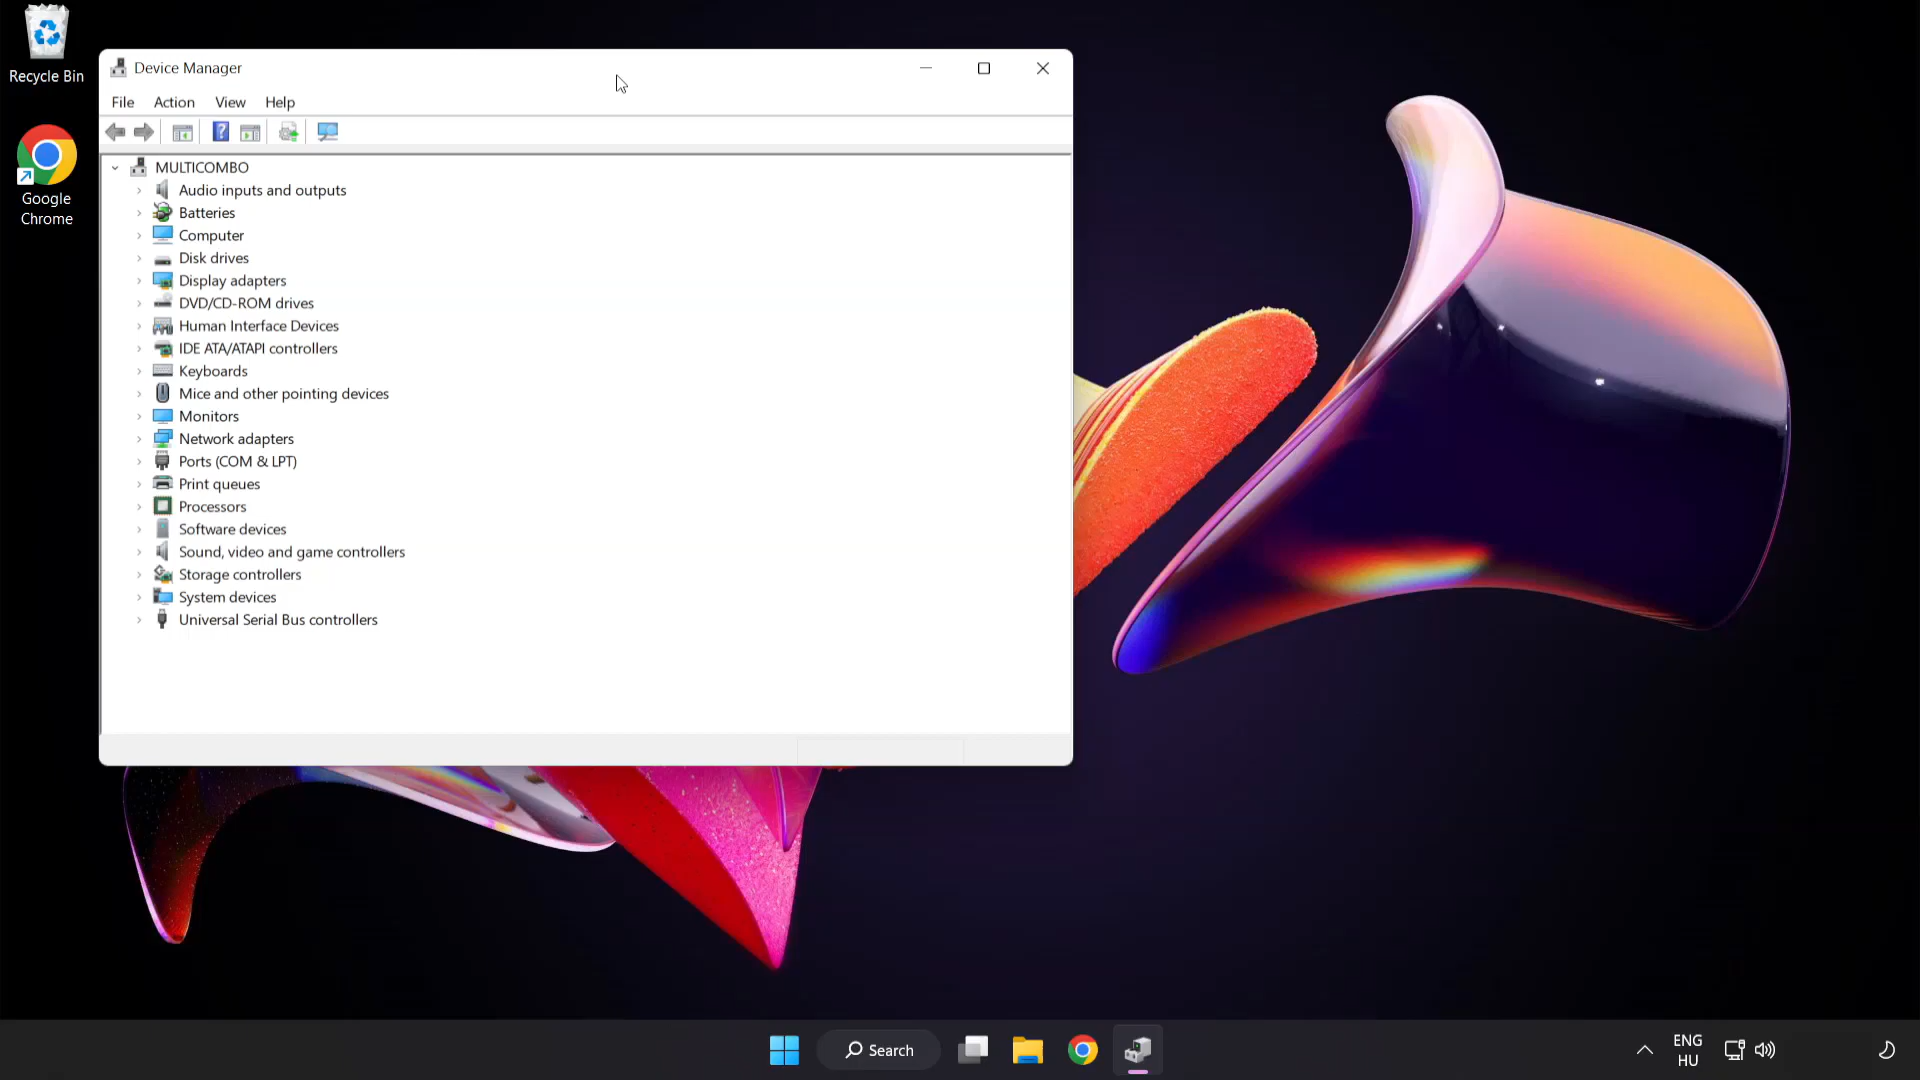 Recycle Bin
Google
Chrome
Device Manager
File Action View Help
MULTICOMBO
Audio inputs and outputs
Batteries
Computer
Disk drives
Display adapters
DVD/CD-ROM drives
Human Interface Devices
IDE ATA/ATAPI controllers
Keyboards
Mice and other pointing devices
Monitors
Network adapters
Ports (COM & LPT)
Print queues
Processors
Software devices
Sound, video and game controllers
Storage controllers
System devices
Universal Serial Bus controllers
Search
ENG
HU